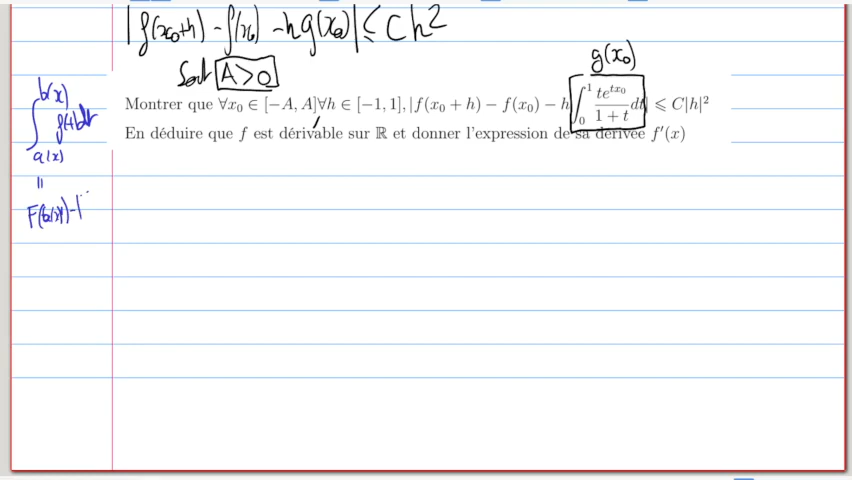 |f(x₀+h) - f(x₀) - hg(x₀)| ≤ C h²
Soit A>0
g(x₀)
Montrer que ∀x₀ ∈ [−A, A]∀h ∈ [−1, 1], |f(x₀ + h) − f(x₀) − h ∫₀¹ te^{tx₀}/(1 + t) dt| ⩽ C|h|²
En déduire que f est dérivable sur ℝ et donner l'expression de sa dérivée f′(x)
b(x)
∫ f(t)dt
a(x)
=
F(b(x)) -